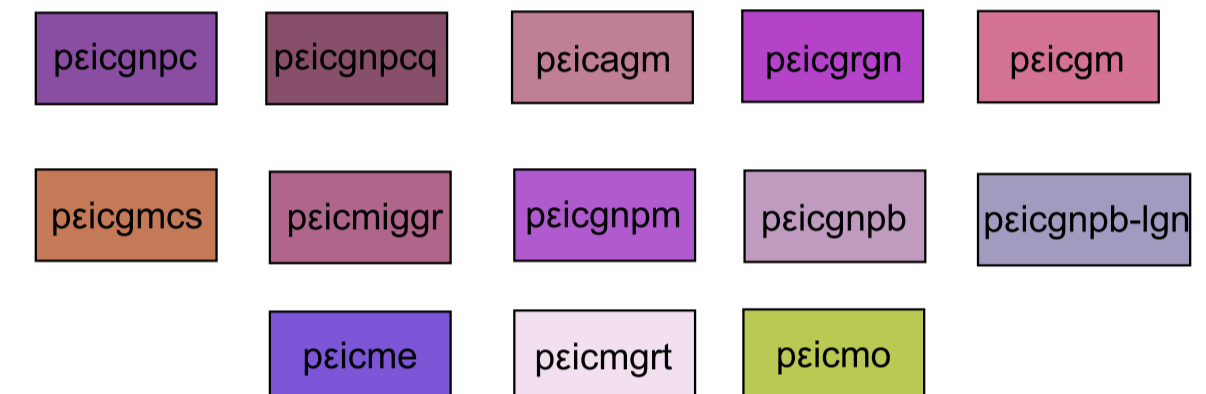 pεicgnpc pεicgnpcq pεicagm pεicgrgn pεicgm
pεicgmcs pεicmiggr pεicgnpm pεicgnpb pεicgnpb-lgn
pεicme pεicmgrt pεicmo